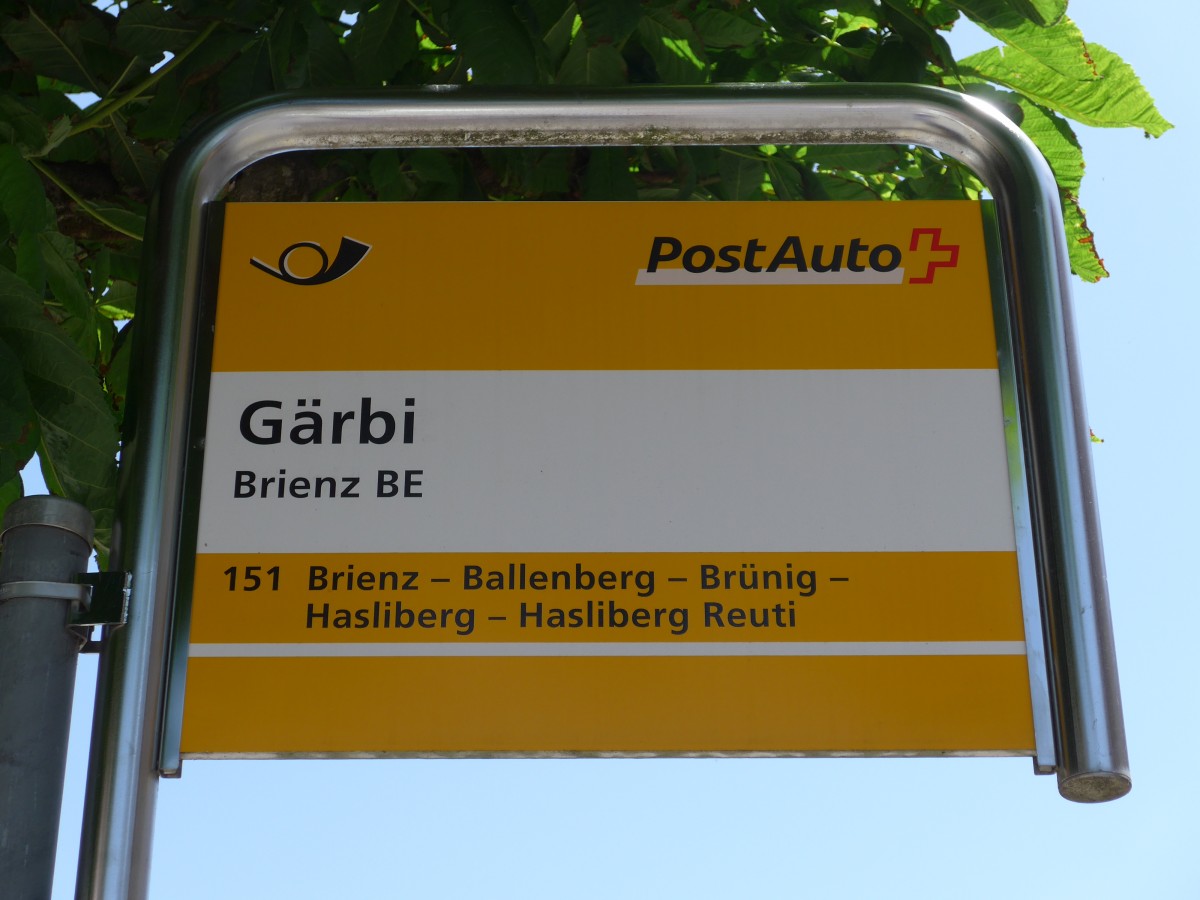 PostAuto
Gärbi
Brienz BE
151 Brienz – Ballenberg – Brünig –
Hasliberg – Hasliberg Reuti